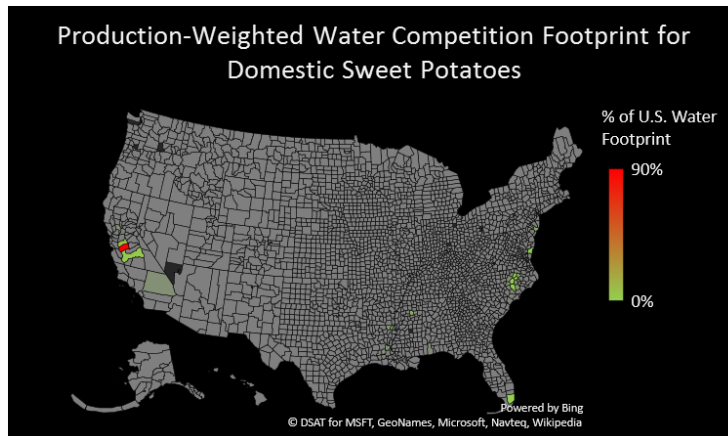 Production-Weighted Water Competition Footprint for
Domestic Sweet Potatoes
% of U.S. Water
Footprint
90%
0%
Powered by Bing
© DSAT for MSFT, GeoNames, Microsoft, Navteq, Wikipedia